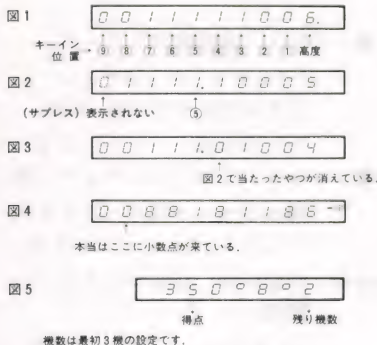 図1
0 0 1 1 1 1 1 0 0 6.
キーイン位置 9 8 7 6 5 4 3 2 1 高度
図2
0 1 1 1 1. 1 0 0 0 5
(サプレス) 表示されない ⑤
図3
0 0 1 1 1. 0 1 0 0 4
図2で当たったやつが消えている.
図4
0 0 8 8 1 8 1 1 8 6 -
本当はここに小数点が来ている.
図5
3 5 0 º 8 º 2
得点 残り機数
機数は最初3機の設定です.